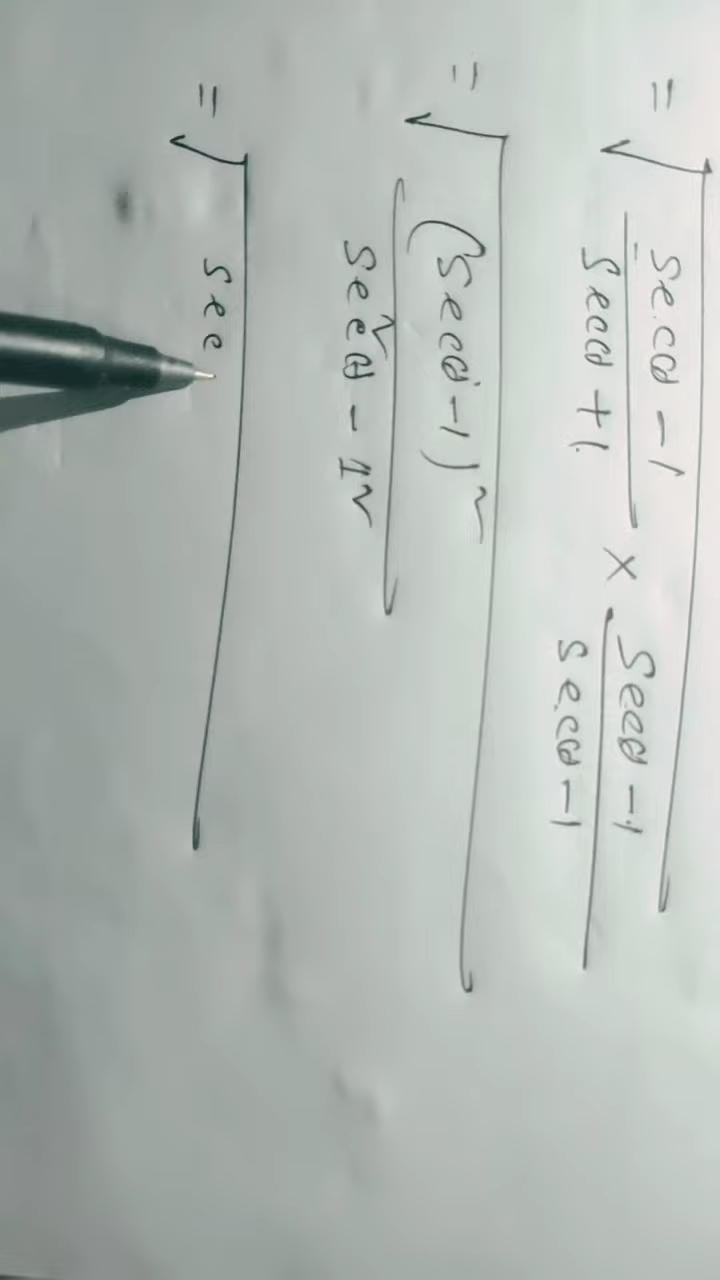 = √ (secθ - 1)/(secθ + 1) × (secθ - 1)/(secθ - 1)
= √ (secθ - 1)²/(sec²θ - 1²)
= √ sec